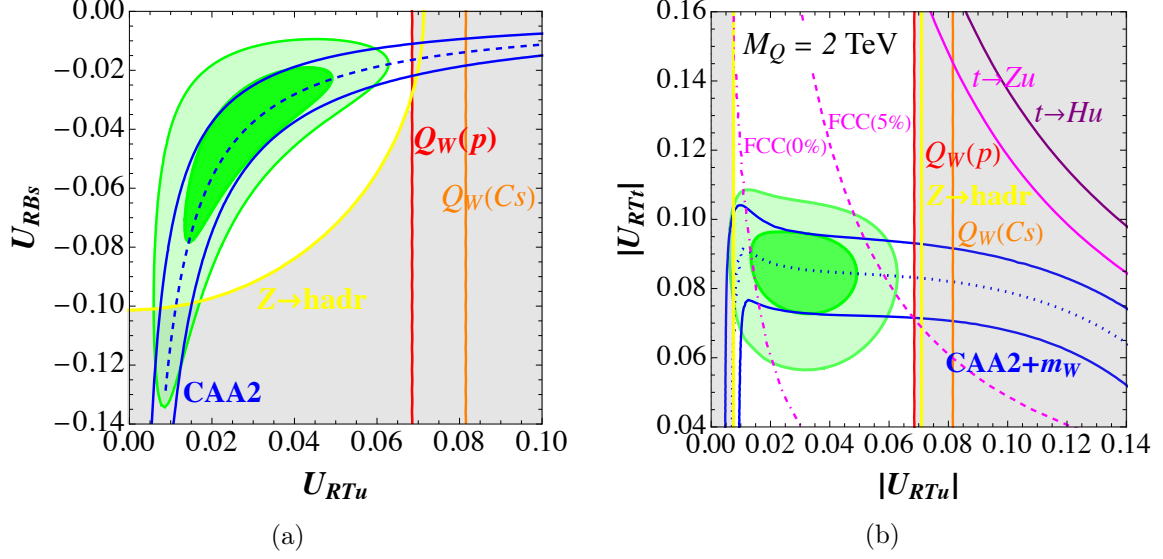 0.00
−0.02
−0.04
−0.06
−0.08
−0.10
−0.12
−0.14
U_RBs
Q_W(p)
Q_W(Cs)
Z→hadr
CAA2
0.00 0.02 0.04 0.06 0.08 0.10
U_RTu
(a)
0.16
0.14
0.12
0.10
0.08
0.06
0.04
|U_RTt|
M_Q = 2 TeV
t→Zu
t→Hu
FCC(5%)
FCC(0%)
Q_W(p)
Z→hadr
Q_W(Cs)
CAA2+m_W
0.00 0.02 0.04 0.06 0.08 0.10 0.12 0.14
|U_RTu|
(b)